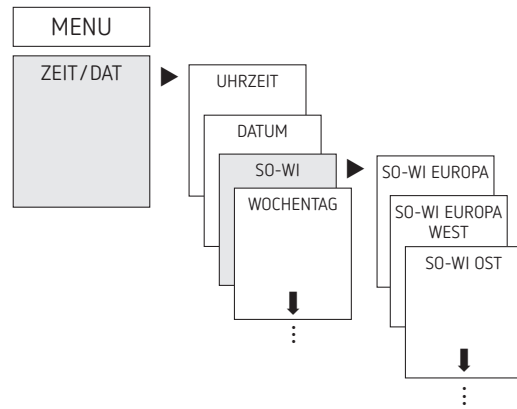 MENU
ZEIT/DAT
UHRZEIT
DATUM
SO-WI
WOCHENTAG
SO-WI EUROPA
SO-WI EUROPA
WEST
SO-WI OST